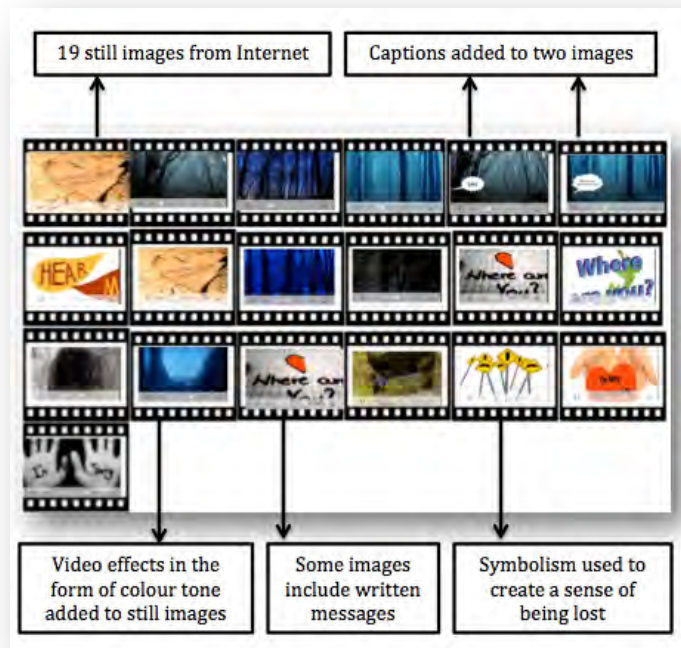 19 still images from Internet
Captions added to two images
HEAR
M
Where
are you?
Where are
You?
Where are
You?
Video effects in the
form of colour tone
added to still images
Some images
include written
messages
Symbolism used to
create a sense of
being lost